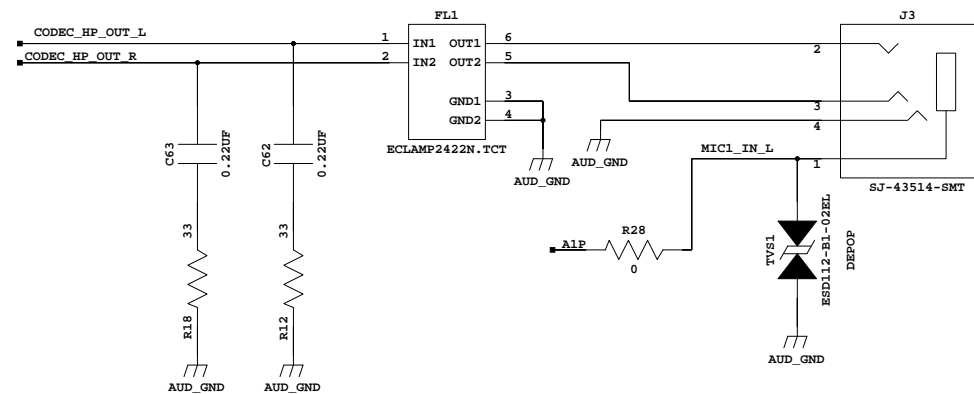 FL1
J3
CODEC_HP_OUT_L
1
IN1
OUT1
6
2
CODEC_HP_OUT_R
2
IN2
OUT2
5
GND1
3
3
GND2
4
4
ECLAMP2422N.TCT
AUD_GND
AUD_GND
MIC1_IN_L
1
SJ-43514-SMT
C63
0.22UF
C62
0.22UF
33
R18
33
R12
A1P
R28
0
TVS1
ESD112-B1-02EL
DEPOP
AUD_GND
AUD_GND
AUD_GND